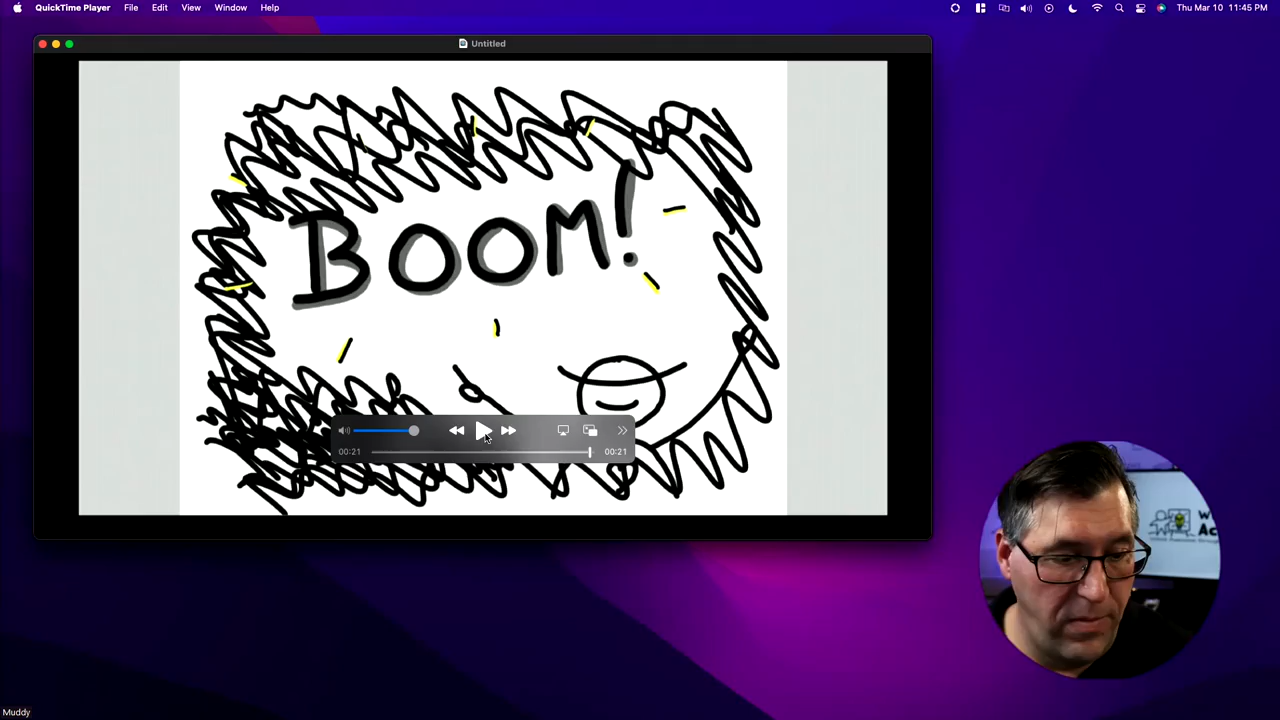 QuickTime Player File Edit View Window Help Thu Mar 10 11:45 PM
Untitled
BOOM!
00:21 00:21
W
Ac
Muddy